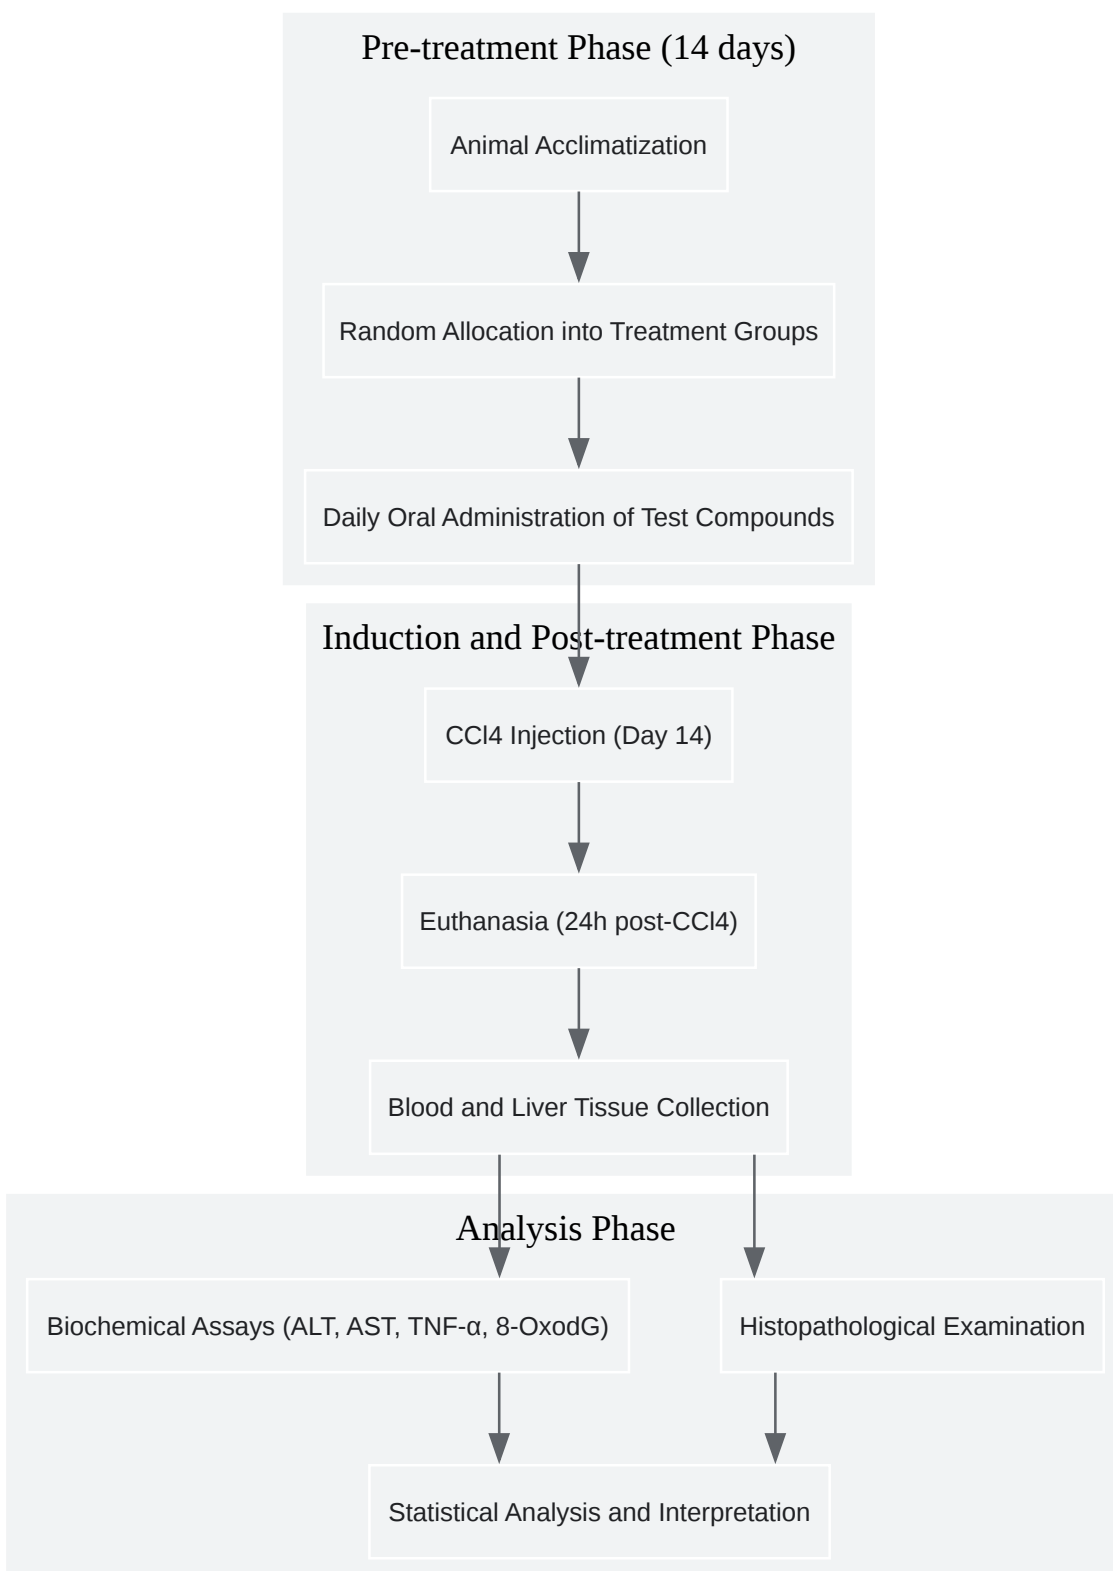 Pre-treatment Phase (14 days)
Animal Acclimatization
Random Allocation into Treatment Groups
Daily Oral Administration of Test Compounds
Induction and Post-treatment Phase
CCl4 Injection (Day 14)
Euthanasia (24h post-CCl4)
Blood and Liver Tissue Collection
Analysis Phase
Biochemical Assays (ALT, AST, TNF-α, 8-OxodG)
Histopathological Examination
Statistical Analysis and Interpretation